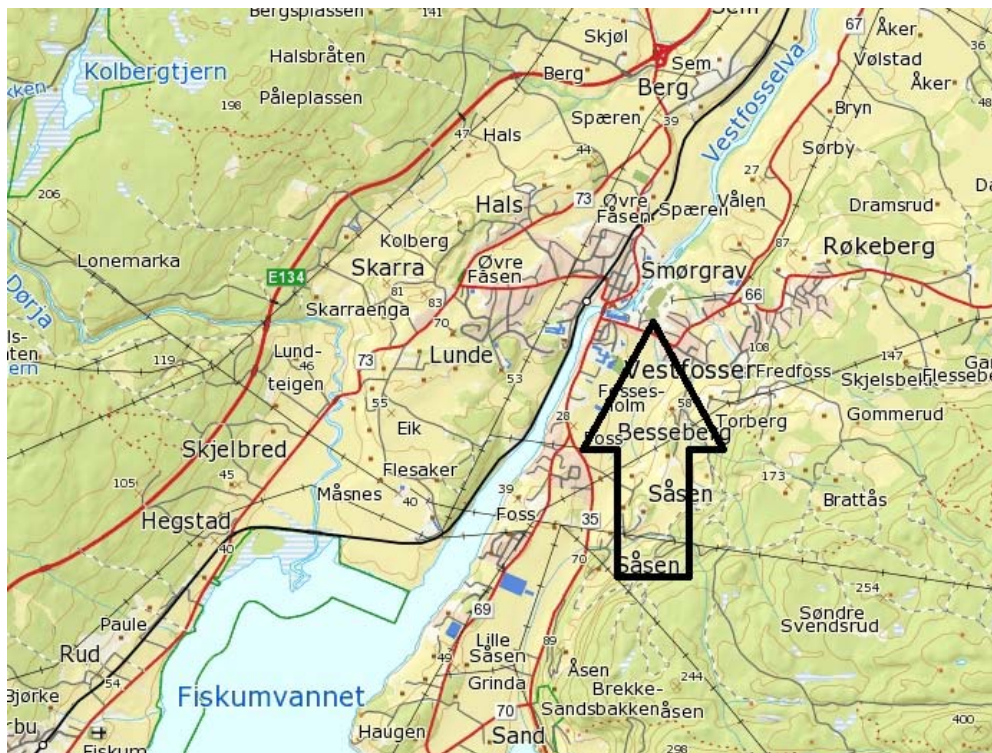 Bergsplassen
141
Sem
67
Åker
Skjøl
Halsbråten
Kolbergtjern
Berg
Sem
Vølstad
36
Åker
Påleplassen
198
Berg
Vestfosselva
Bryn
Spæren
39
47
Hals
44
27
Sørby
206
73
Øvre
Fåsen
Spæren
Vålen
Dramsrud
Hals
Kolberg
87
Røkeberg
Lonemarka
Øvre
Fåsen
Smørgrav
Skarra
E134
81
66
Dørja
Skarraenga
83
70
119
Lund-
46
teigen
73
Lunde
108
147
Vestfossen
Fredfoss
53
Skjelsbekk
Flessebe
Fosses-
holm
58
55
28
Torberg
Gommerud
Eik
Foss
Besseberg
Skjelbred
Flesaker
45
173
105
Måsnes
40
39
Såsen
Brattås
Hegstad
Foss
35
40
70
Såsen
254
Søndre
Svendsrud
Paule
69
Lille
Såsen
89
Rud
49
Åsen
244
Grinda
54
Brekke-
åsen
Bjørke
Fiskumvannet
Sandsbakken
70
400
Haugen
Sand
Fiskum
298